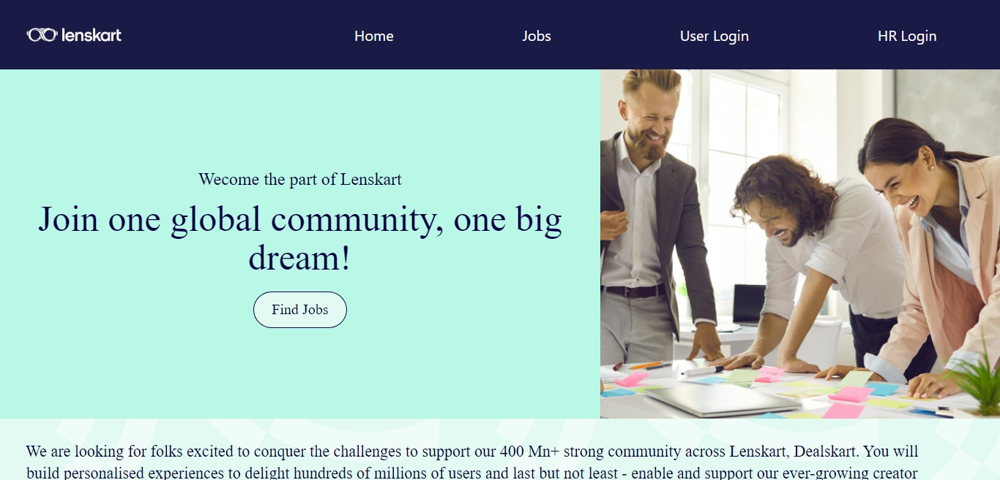 lenskart
Home
Jobs
User Login
HR Login
Wecome the part of Lenskart
Join one global community, one big
dream!
Find Jobs
We are looking for folks excited to conquer the challenges to support our 400 Mn+ strong community across Lenskart, Dealskart. You will
build personalised experiences to delight hundreds of millions of users and last but not least - enable and support our ever-growing creator